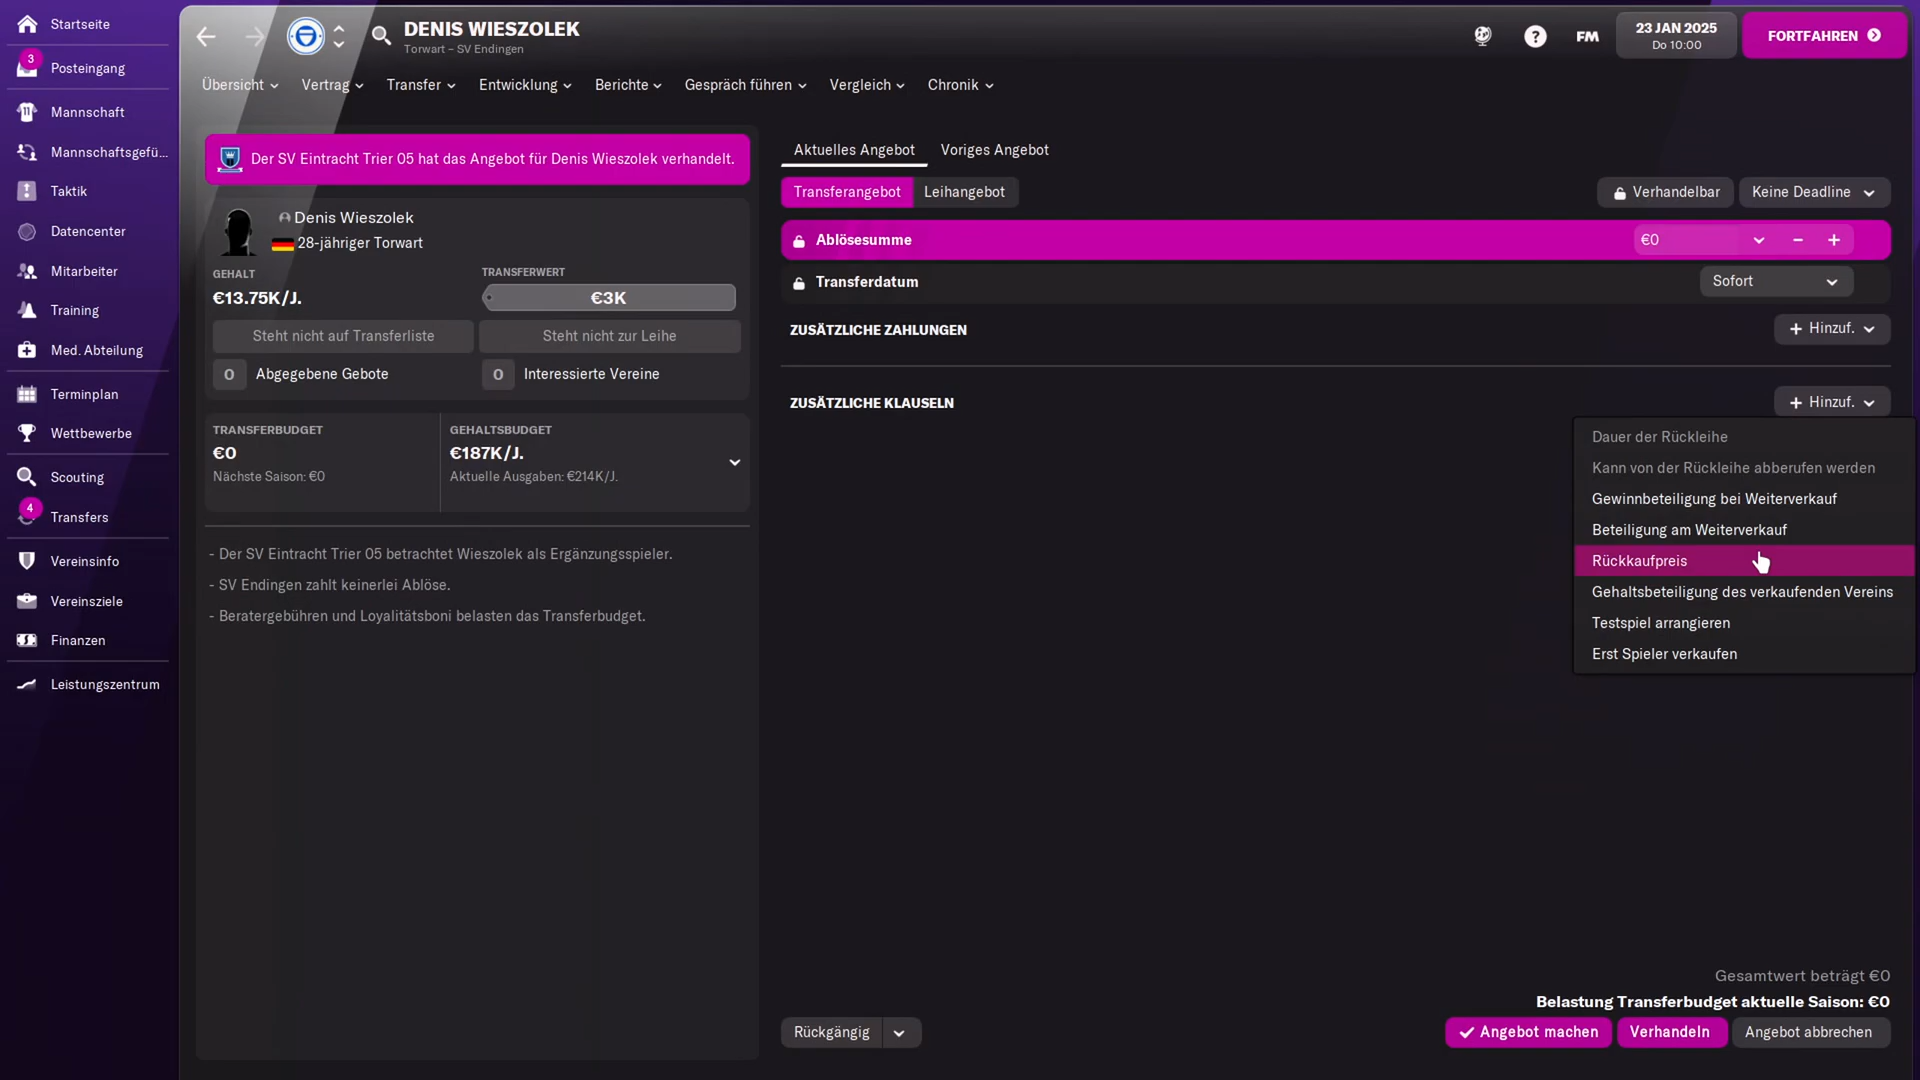 Startseite
3
Posteingang
Mannschaft
Mannschaftsgefü...
Taktik
Datencenter
Mitarbeiter
Training
Med. Abteilung
Terminplan
Wettbewerbe
Scouting
4
Transfers
Vereinsinfo
Vereinsziele
Finanzen
Leistungszentrum
DENIS WIESZOLEK
Torwart – SV Endingen
FM
23 JAN 2025
Do 10:00
FORTFAHREN
Übersicht Vertrag Transfer Entwicklung Berichte Gespräch führen Vergleich Chronik
Der SV Eintracht Trier 05 hat das Angebot für Denis Wieszolek verhandelt.
Denis Wieszolek
28-jähriger Torwart
GEHALT
€13.75K/J.
TRANSFERWERT
€3K
Steht nicht auf Transferliste
Steht nicht zur Leihe
0 Abgegebene Gebote
0 Interessierte Vereine
TRANSFERBUDGET
€0
Nächste Saison: €0
GEHALTSBUDGET
€187K/J.
Aktuelle Ausgaben: €214K/J.
- Der SV Eintracht Trier 05 betrachtet Wieszolek als Ergänzungsspieler.
- SV Endingen zahlt keinerlei Ablöse.
- Beratergebühren und Loyalitätsboni belasten das Transferbudget.
Aktuelles Angebot Voriges Angebot
Transferangebot Leihangebot
Verhandelbar
Keine Deadline
Ablösesumme
€0
Transferdatum
Sofort
ZUSÄTZLICHE ZAHLUNGEN
+ Hinzuf.
ZUSÄTZLICHE KLAUSELN
+ Hinzuf.
Dauer der Rückleihe
Kann von der Rückleihe abberufen werden
Gewinnbeteiligung bei Weiterverkauf
Beteiligung am Weiterverkauf
Rückkaufpreis
Gehaltsbeteiligung des verkaufenden Vereins
Testspiel arrangieren
Erst Spieler verkaufen
Gesamtwert beträgt €0
Belastung Transferbudget aktuelle Saison: €0
Rückgängig
Angebot machen
Verhandeln
Angebot abbrechen